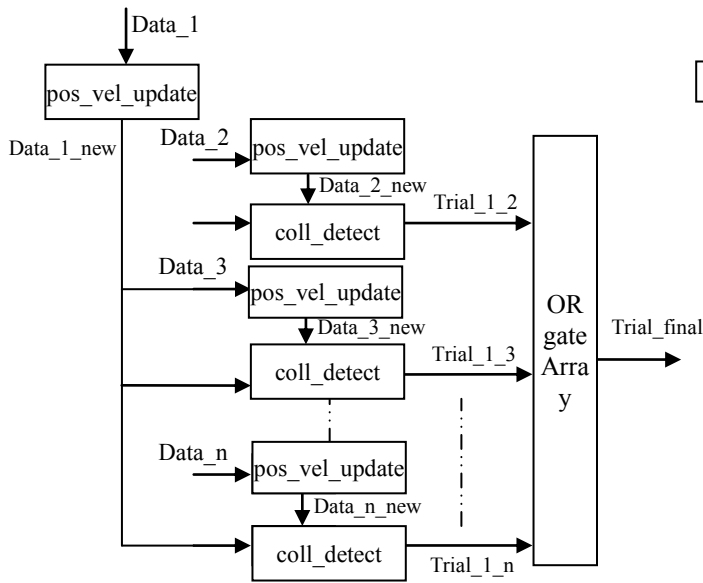 Data_1
pos_vel_update
Data_1_new
Data_2
pos_vel_update
Data_2_new
Trial_1_2
coll_detect
Data_3
pos_vel_update
Data_3_new
Trial_1_3
coll_detect
OR
gate
Arra
y
Trial_final
Data_n
pos_vel_update
Data_n_new
coll_detect
Trial_1_n